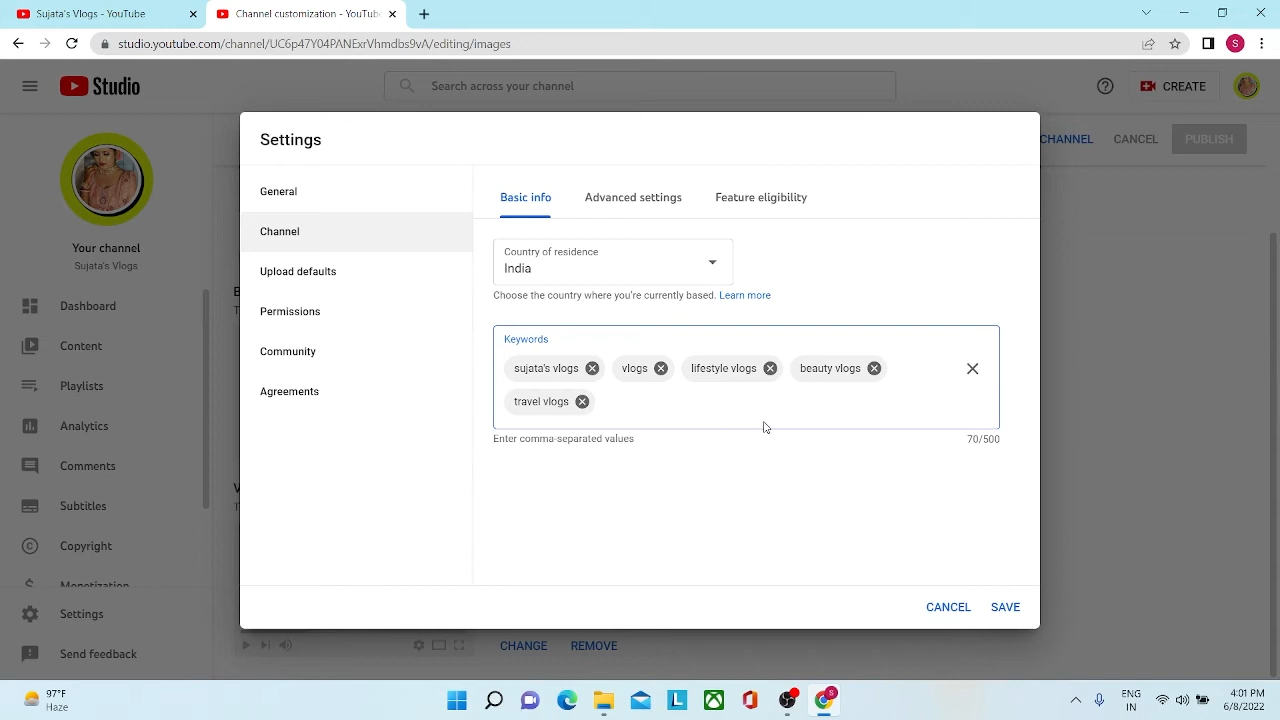 Sujata's Vlogs - YouTube
Channel customization - YouTube
studio.youtube.com/channel/UC6p47Y04PANExrVhmdbs9vA/editing/images
S
Studio
Search across your channel
CREATE
CHANNEL
CANCEL
PUBLISH
Your channel
Sujata's Vlogs
Dashboard
Content
Playlists
Analytics
Comments
Subtitles
Copyright
Monetization
Settings
Send feedback
Settings
General
Channel
Upload defaults
Permissions
Community
Agreements
Basic info
Advanced settings
Feature eligibility
Country of residence
India
Choose the country where you're currently based. Learn more
Keywords
sujata's vlogs
vlogs
lifestyle vlogs
beauty vlogs
travel vlogs
Enter comma-separated values
70/500
CANCEL
SAVE
CHANGE
REMOVE
97°F
Haze
ENG
IN
4:01 PM
6/8/2022